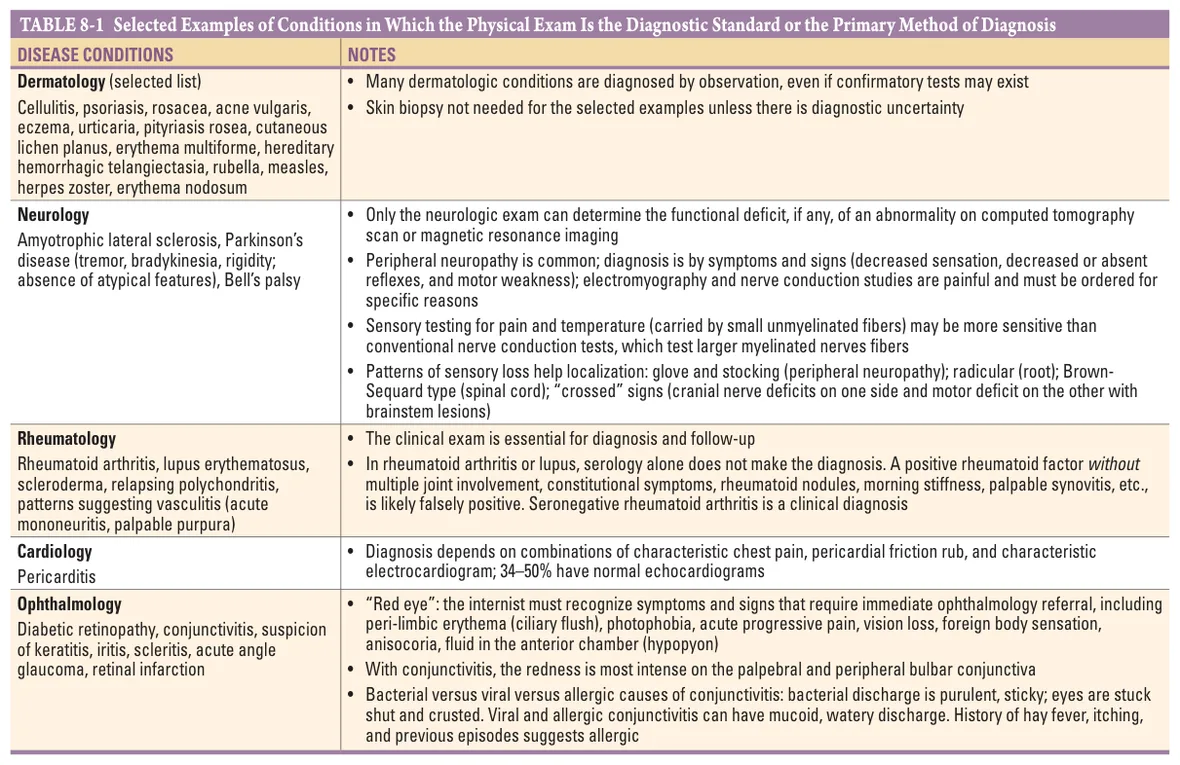 TABLE 8-1 Selected Examples of Conditions in Which the Physical Exam Is the Diagnostic Standard or the Primary Method of Diagnosis
DISEASE CONDITIONS
NOTES
Dermatology (selected list)
Cellulitis, psoriasis, rosacea, acne vulgaris,
eczema, urticaria, pityriasis rosea, cutaneous
lichen planus, erythema multiforme, hereditary
hemorrhagic telangiectasia, rubella, measles,
herpes zoster, erythema nodosum
• Many dermatologic conditions are diagnosed by observation, even if confirmatory tests may exist
• Skin biopsy not needed for the selected examples unless there is diagnostic uncertainty
Neurology
Amyotrophic lateral sclerosis, Parkinson's
disease (tremor, bradykinesia, rigidity;
absence of atypical features), Bell's palsy
• Only the neurologic exam can determine the functional deficit, if any, of an abnormality on computed tomography
scan or magnetic resonance imaging
• Peripheral neuropathy is common; diagnosis is by symptoms and signs (decreased sensation, decreased or absent
reflexes, and motor weakness); electromyography and nerve conduction studies are painful and must be ordered for
specific reasons
• Sensory testing for pain and temperature (carried by small unmyelinated fibers) may be more sensitive than
conventional nerve conduction tests, which test larger myelinated nerves fibers
• Patterns of sensory loss help localization: glove and stocking (peripheral neuropathy); radicular (root); Brown-
Sequard type (spinal cord); “crossed” signs (cranial nerve deficits on one side and motor deficit on the other with
brainstem lesions)
Rheumatology
Rheumatoid arthritis, lupus erythematosus,
scleroderma, relapsing polychondritis,
patterns suggesting vasculitis (acute
mononeuritis, palpable purpura)
• The clinical exam is essential for diagnosis and follow-up
• In rheumatoid arthritis or lupus, serology alone does not make the diagnosis. A positive rheumatoid factor without
multiple joint involvement, constitutional symptoms, rheumatoid nodules, morning stiffness, palpable synovitis, etc.,
is likely falsely positive. Seronegative rheumatoid arthritis is a clinical diagnosis
Cardiology
Pericarditis
• Diagnosis depends on combinations of characteristic chest pain, pericardial friction rub, and characteristic
electrocardiogram; 34–50% have normal echocardiograms
Ophthalmology
Diabetic retinopathy, conjunctivitis, suspicion
of keratitis, iritis, scleritis, acute angle
glaucoma, retinal infarction
• “Red eye”: the internist must recognize symptoms and signs that require immediate ophthalmology referral, including
peri-limbic erythema (ciliary flush), photophobia, acute progressive pain, vision loss, foreign body sensation,
anisocoria, fluid in the anterior chamber (hypopyon)
• With conjunctivitis, the redness is most intense on the palpebral and peripheral bulbar conjunctiva
• Bacterial versus viral versus allergic causes of conjunctivitis: bacterial discharge is purulent, sticky; eyes are stuck
shut and crusted. Viral and allergic conjunctivitis can have mucoid, watery discharge. History of hay fever, itching,
and previous episodes suggests allergic